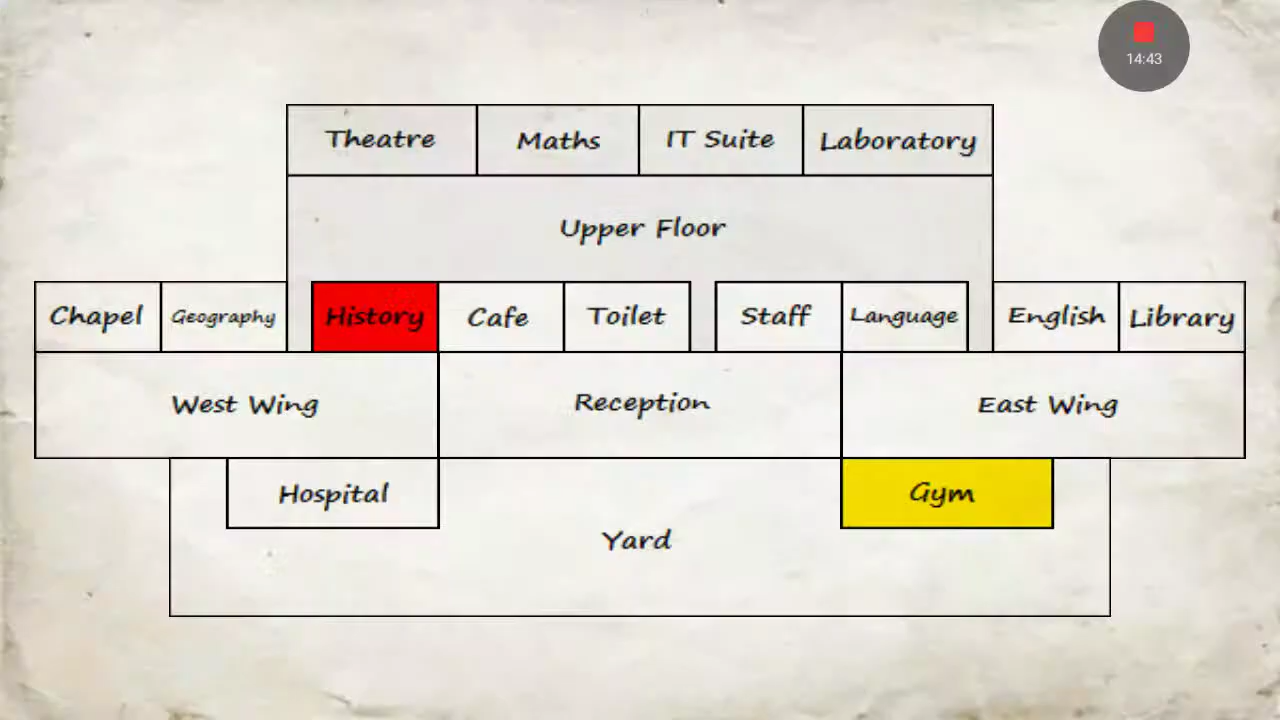 14:43
Theatre
Maths
IT Suite
Laboratory
Upper Floor
Chapel
Geography
History
Cafe
Toilet
Staff
Language
English
Library
West Wing
Reception
East Wing
Hospital
Gym
Yard